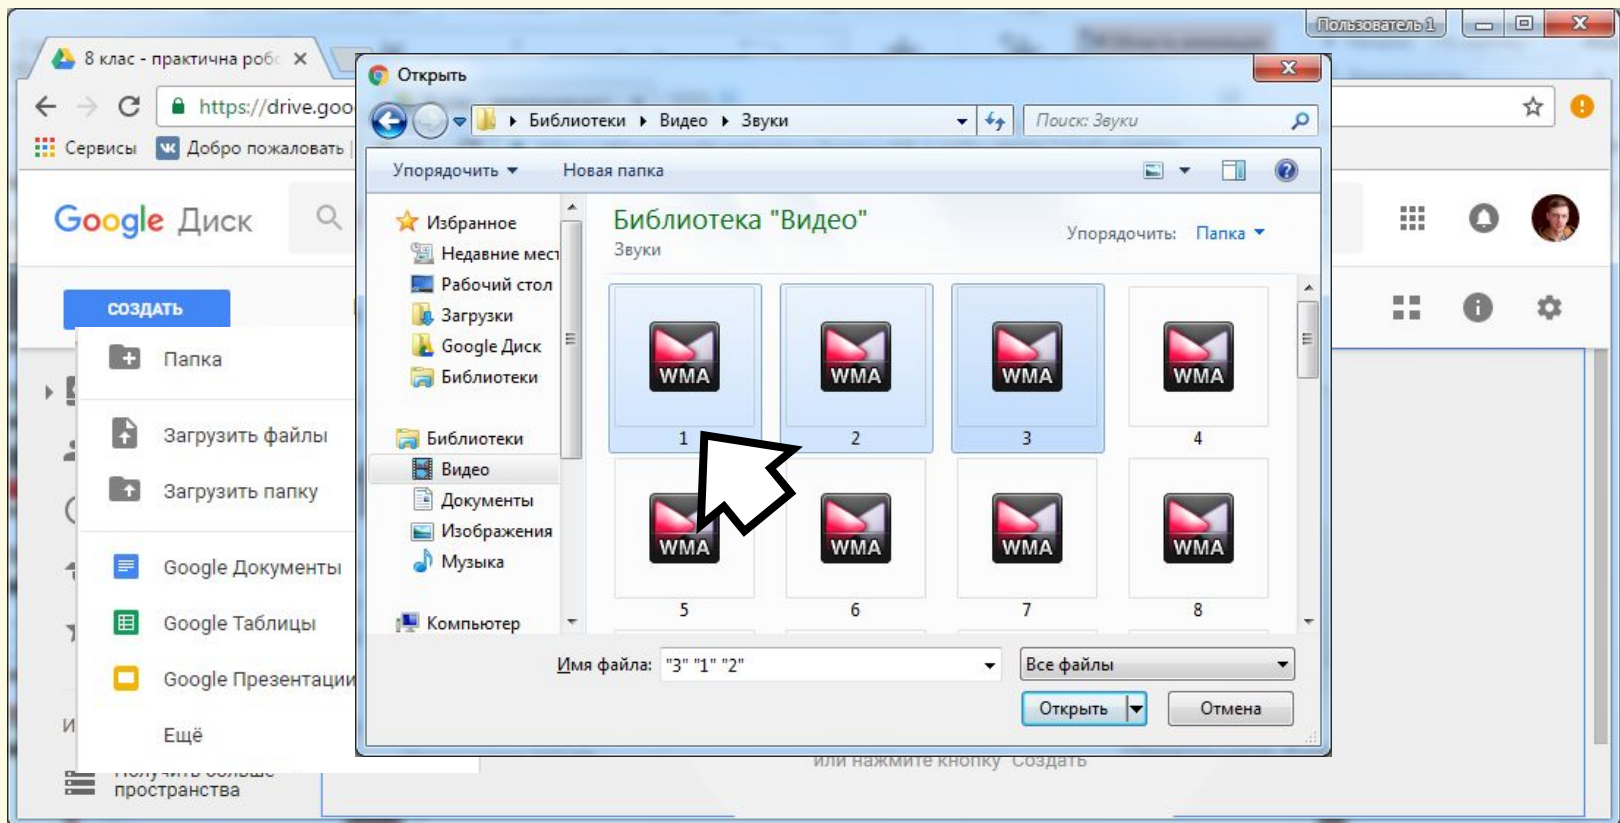 Пользователь 1
8 клас - практична робо
https://drive.goo
Сервисы
Добро пожаловать
Google Диск
СОЗДАТЬ
Папка
Загрузить файлы
Загрузить папку
Google Документы
Google Таблицы
Google Презентации
Ещё
Получить больше
пространства
или нажмите кнопку "Создать"
Открыть
Библиотеки
Видео
Звуки
Поиск: Звуки
Упорядочить
Новая папка
Избранное
Недавние мест
Рабочий стол
Загрузки
Google Диск
Библиотеки
Библиотеки
Видео
Документы
Изображения
Музыка
Компьютер
Библиотека "Видео"
Звуки
Упорядочить: Папка
WMA WMA WMA WMA
1 2 3 4
WMA WMA WMA WMA
5 6 7 8
Имя файла: "3" "1" "2"
Все файлы
Открыть
Отмена